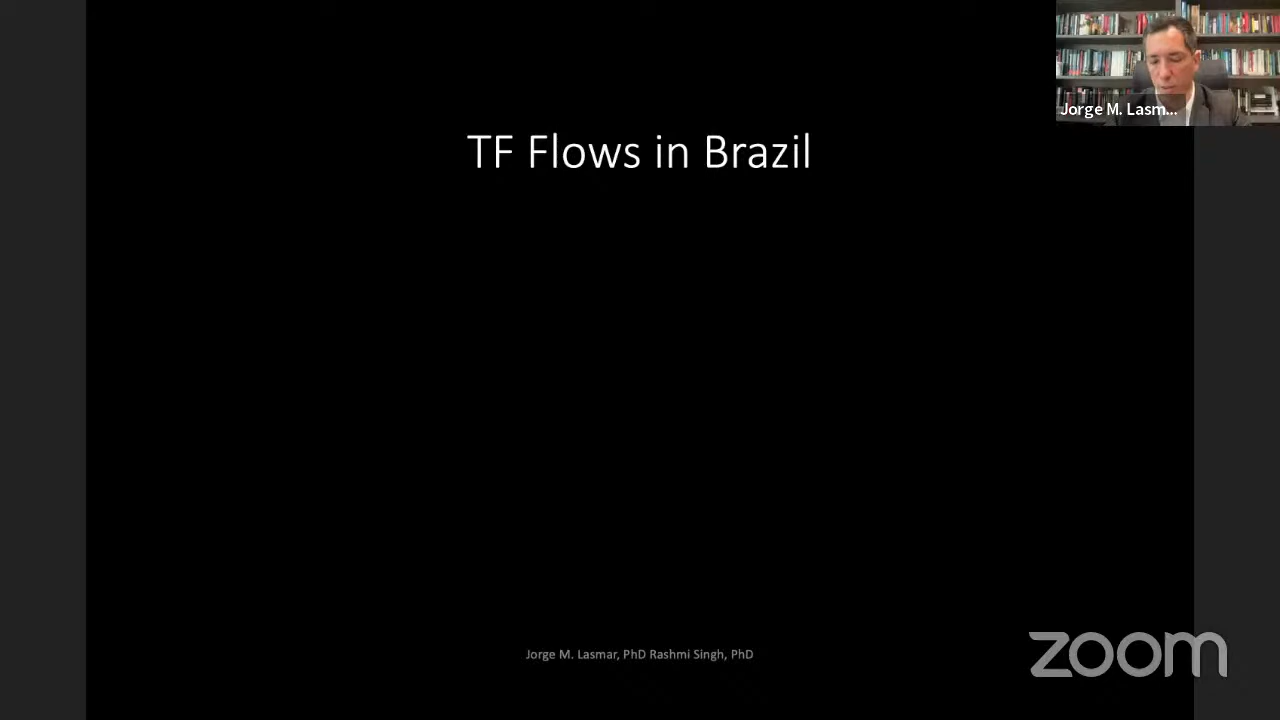 Jorge M. Lasm...
TF Flows in Brazil
Jorge M. Lasmar, PhD Rashmi Singh, PhD
zoom